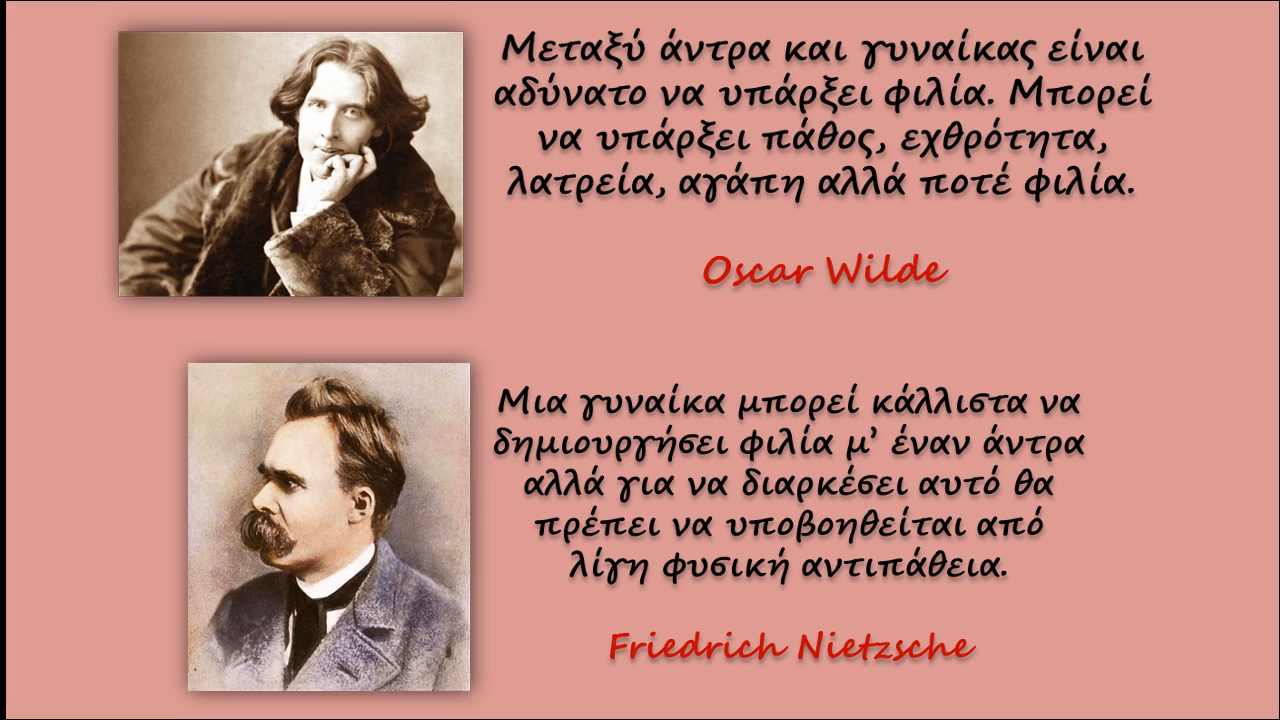 Μεταξύ άντρα και γυναίκας είναι
αδύνατο να υπάρξει φιλία. Μπορεί
να υπάρξει πάθος, εχθρότητα,
λατρεία, αγάπη αλλά ποτέ φιλία.
Oscar Wilde
Μια γυναίκα μπορεί κάλλιστα να
δημιουργήσει φιλία μ’ έναν άντρα
αλλά για να διαρκέσει αυτό θα
πρέπει να υποβοηθείται από
λίγη φυσική αντιπάθεια.
Friedrich Nietzsche